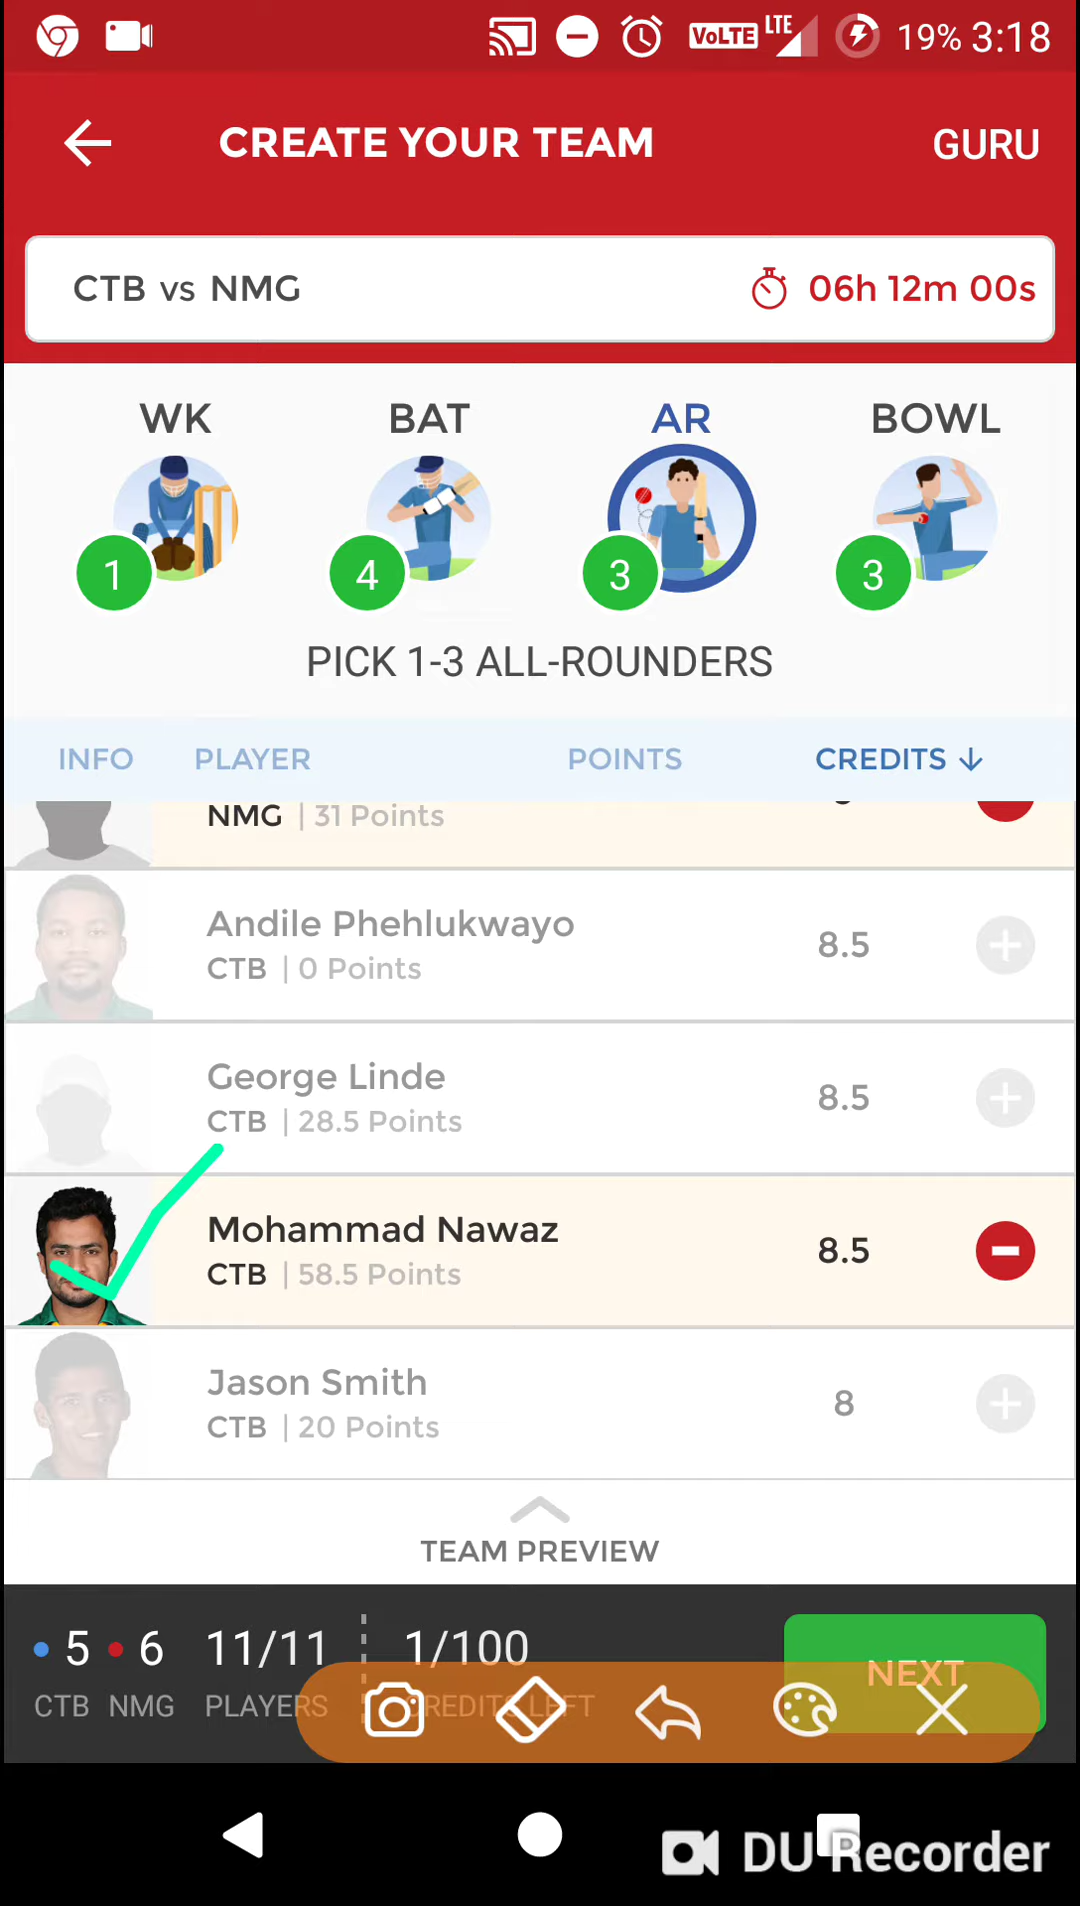 VoLTE LTE 19% 3:18
CREATE YOUR TEAM GURU
CTB vs NMG 06h 12m 00s
WK BAT AR BOWL
1 4 3 3
PICK 1-3 ALL-ROUNDERS
INFO PLAYER POINTS CREDITS
NMG | 31 Points
Andile Phehlukwayo 8.5
CTB | 0 Points
George Linde 8.5
CTB | 28.5 Points
Mohammad Nawaz 8.5
CTB | 58.5 Points
Jason Smith 8
CTB | 20 Points
TEAM PREVIEW
5 6 11/11 1/100 NEXT
CTB NMG PLAYERS CREDITS LEFT
DU Recorder